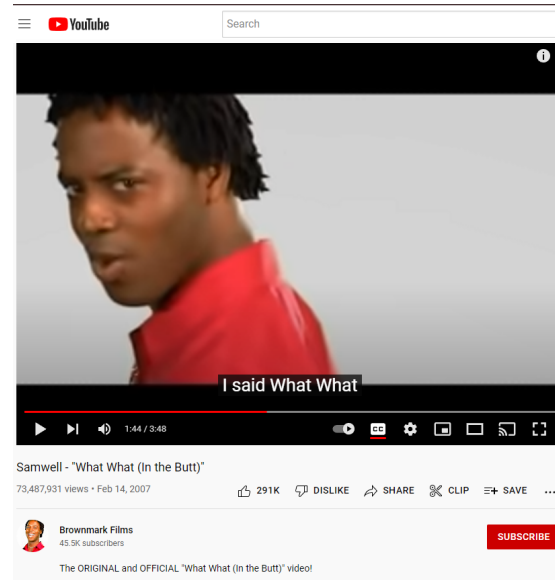 YouTube
Search
I said What What
1:44 / 3:48
CC
Samwell - "What What (In the Butt)"
73,487,931 views • Feb 14, 2007
291K DISLIKE SHARE CLIP SAVE ...
Brownmark Films
45.5K subscribers
SUBSCRIBE
The ORIGINAL and OFFICIAL "What What (in the Butt)" video!